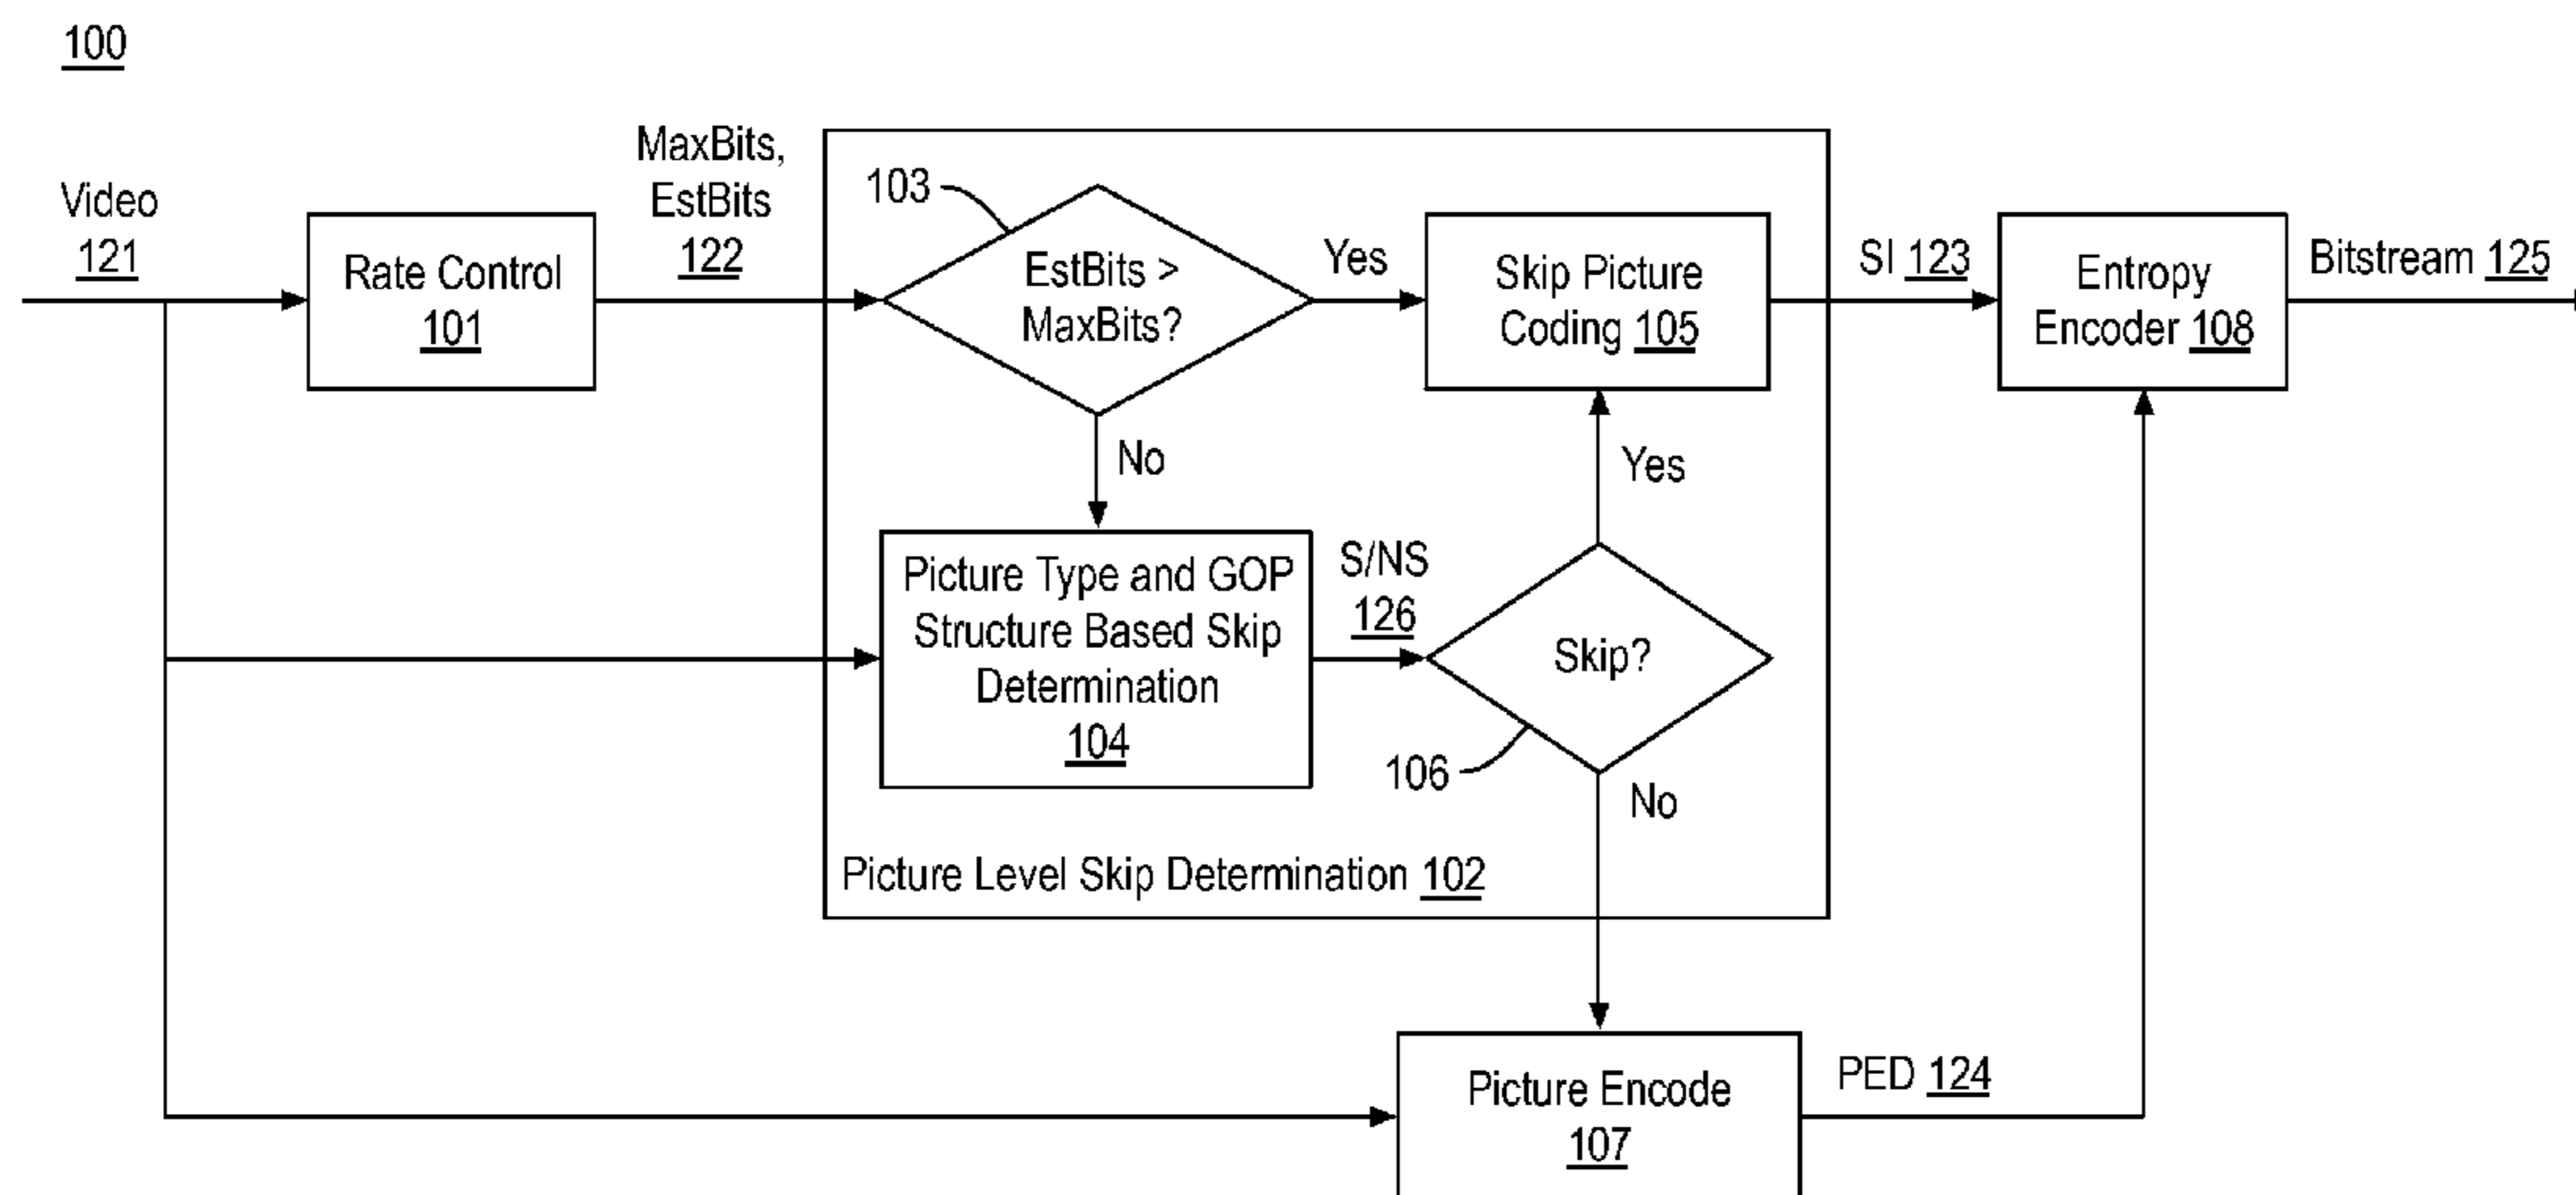 100
Video
121
Rate Control
101
MaxBits,
EstBits
122
103
EstBits >
MaxBits?
Yes
Skip Picture
Coding 105
SI 123
Entropy
Encoder 108
Bitstream 125
No
Yes
Picture Type and GOP
Structure Based Skip
Determination
104
S/NS
126
Skip?
106
No
Picture Level Skip Determination 102
Picture Encode
107
PED 124